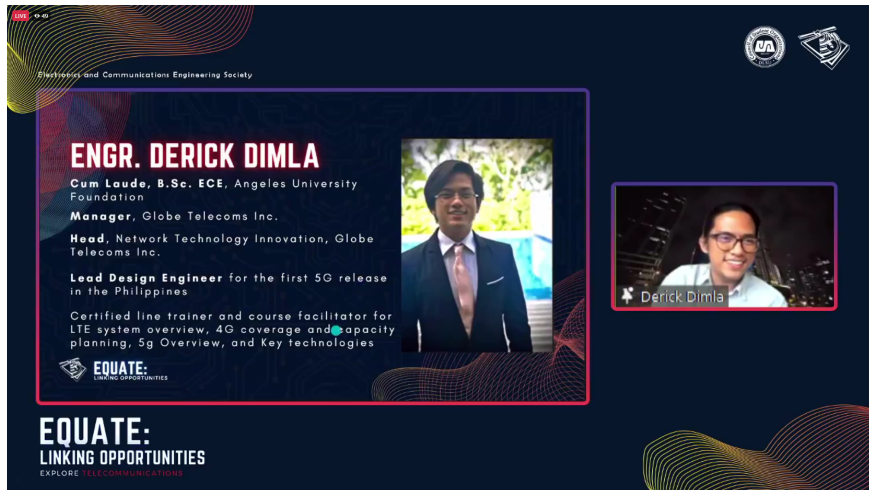 LIVE 49
Electronics and Communications Engineering Society
ENGR. DERICK DIMLA
Cum Laude, B.Sc. ECE, Angeles University
Foundation
Manager, Globe Telecoms Inc.
Head, Network Technology Innovation, Globe
Telecoms Inc.
Lead Design Engineer for the first 5G release
in the Philippines
Certified line trainer and course facilitator for
LTE system overview, 4G coverage and capacity
planning, 5g Overview, and Key technologies
EQUATE:
LINKING OPPORTUNITIES
Derick Dimla
EQUATE:
LINKING OPPORTUNITIES
EXPLORE TELECOMMUNICATIONS